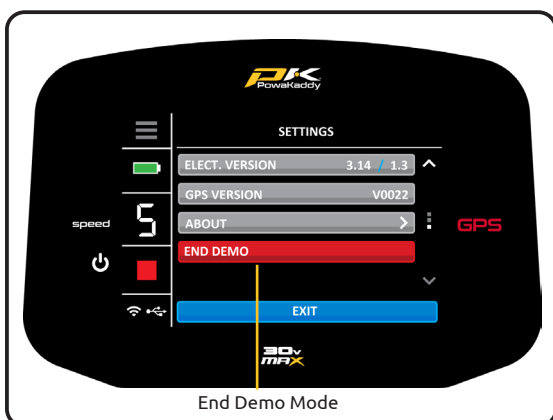 PK
PowaKaddy
SETTINGS
ELECT. VERSION 3.14 / 1.3
GPS VERSION V0022
speed 5
ABOUT >
GPS
END DEMO
EXIT
30v
MAX
End Demo Mode